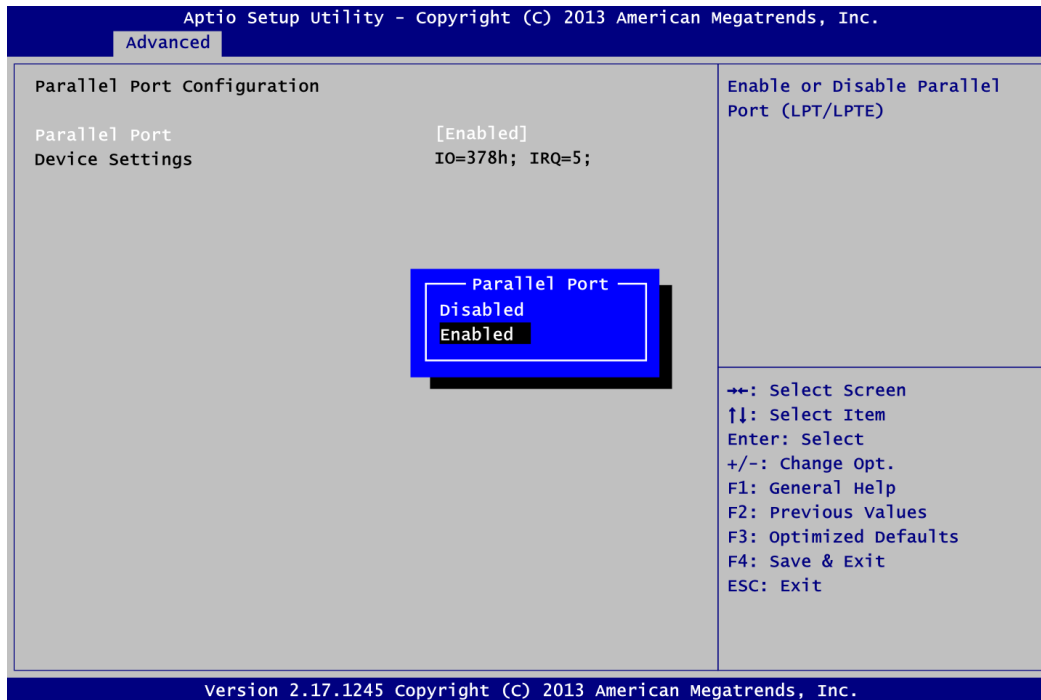 Aptio Setup Utility – Copyright (C) 2013 American Megatrends, Inc.
Advanced
Parallel Port Configuration
Parallel Port [Enabled]
Device Settings IO=378h; IRQ=5;
Parallel Port
Disabled
Enabled
Enable or Disable Parallel
Port (LPT/LPTE)
→←: Select Screen
↑↓: Select Item
Enter: Select
+/-: Change Opt.
F1: General Help
F2: Previous Values
F3: Optimized Defaults
F4: Save & Exit
ESC: Exit
Version 2.17.1245 Copyright (C) 2013 American Megatrends, Inc.